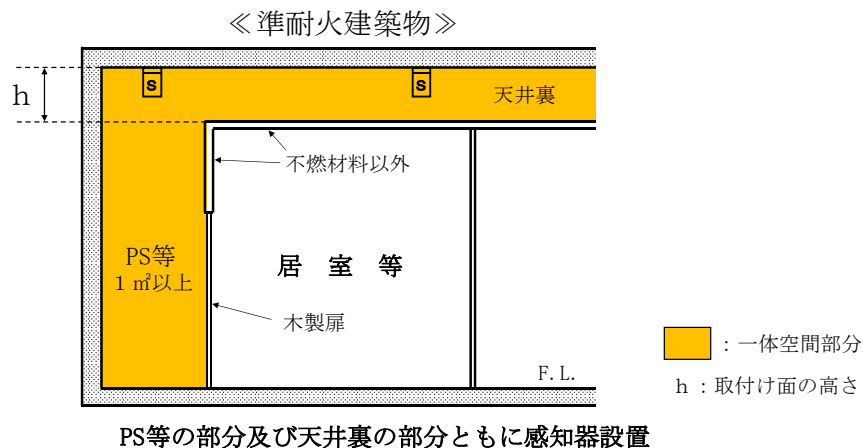 ≪準耐火建築物≫
h
S
S
天井裏
不燃材料以外
PS等
1㎡以上
居室等
木製扉
F.L.
：一体空間部分
h：取付け面の高さ
PS等の部分及び天井裏の部分ともに感知器設置